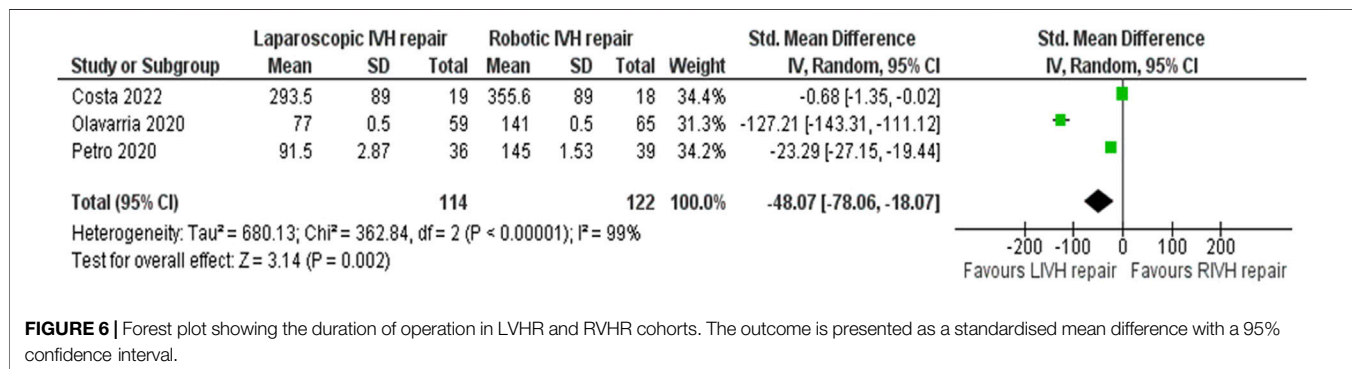 Laparoscopic IVH repair Robotic IVH repair Std. Mean Difference Std. Mean Difference
Study or Subgroup Mean SD Total Mean SD Total Weight IV, Random, 95% CI IV, Random, 95% CI
Costa 2022 293.5 89 19 355.6 89 18 34.4% -0.68 [-1.35, -0.02]
Olavarria 2020 77 0.5 59 141 0.5 65 31.3% -127.21 [-143.31, -111.12]
Petro 2020 91.5 2.87 36 145 1.53 39 34.2% -23.29 [-27.15, -19.44]
Total (95% CI) 114 122 100.0% -48.07 [-78.06, -18.07]
Heterogeneity: Tau² = 680.13; Chi² = 362.84, df = 2 (P < 0.00001); I² = 99%
Test for overall effect: Z = 3.14 (P = 0.002)
-200 -100 0 100 200
Favours LIVH repair Favours RIVH repair
FIGURE 6 | Forest plot showing the duration of operation in LVHR and RVHR cohorts. The outcome is presented as a standardised mean difference with a 95%
confidence interval.